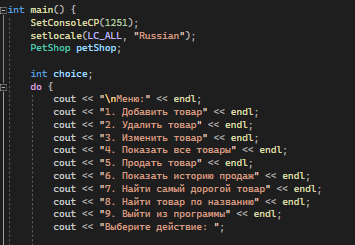 int main() {
SetConsoleCP(1251);
setlocale(LC_ALL, "Russian");
PetShop petShop;
int choice;
do {
cout << "\nМеню:" << endl;
cout << "1. Добавить товар" << endl;
cout << "2. Удалить товар" << endl;
cout << "3. Изменить товар" << endl;
cout << "4. Показать все товары" << endl;
cout << "5. Продать товар" << endl;
cout << "6. Показать историю продаж" << endl;
cout << "7. Найти самый дорогой товар" << endl;
cout << "8. Найти товар по названию" << endl;
cout << "9. Выйти из программы" << endl;
cout << "Выберите действие: ";